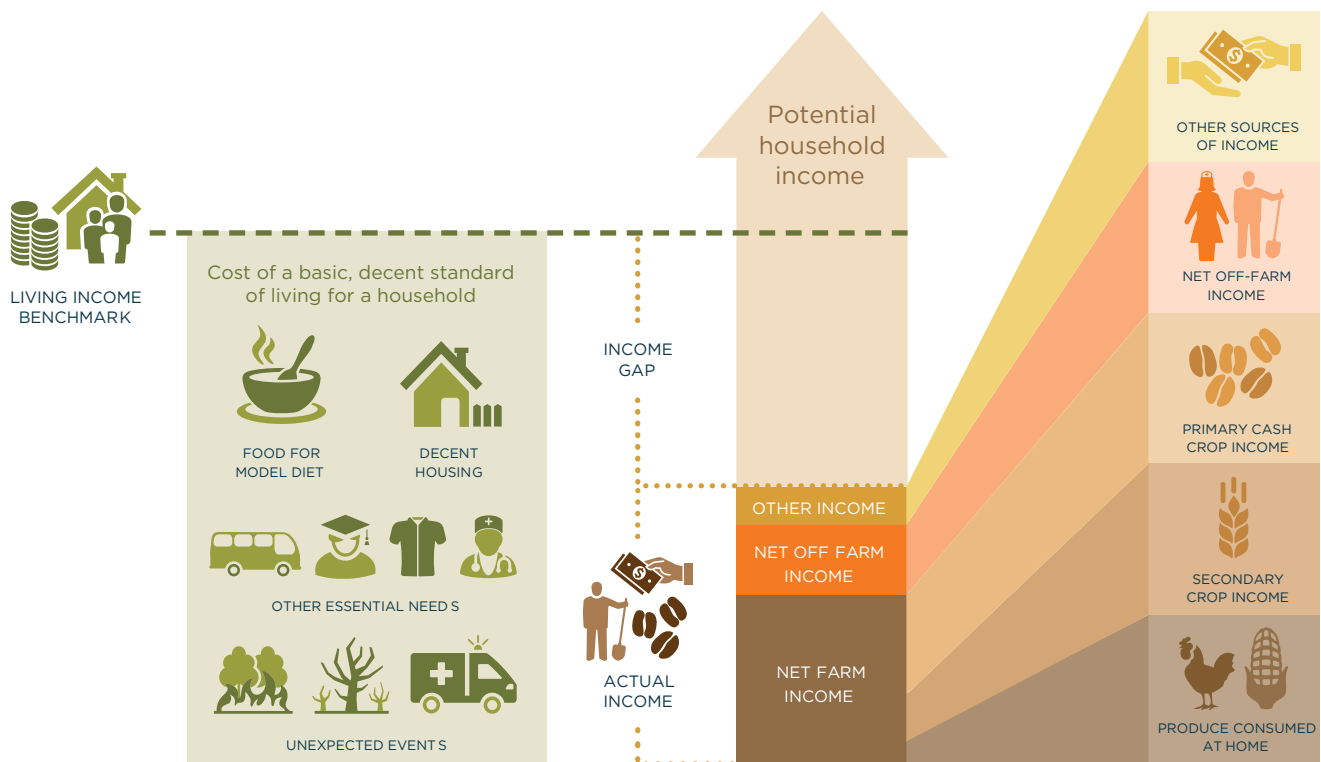 LIVING INCOME
BENCHMARK
Cost of a basic, decent standard
of living for a household
FOOD FOR
MODEL DIET
DECENT
HOUSING
OTHER ESSENTIAL NEEDS
UNEXPECTED EVENTS
INCOME
GAP
ACTUAL
INCOME
Potential
household
income
OTHER INCOME
NET OFF FARM
INCOME
NET FARM
INCOME
OTHER SOURCES
OF INCOME
NET OFF-FARM
INCOME
PRIMARY CASH
CROP INCOME
SECONDARY
CROP INCOME
PRODUCE CONSUMED
AT HOME